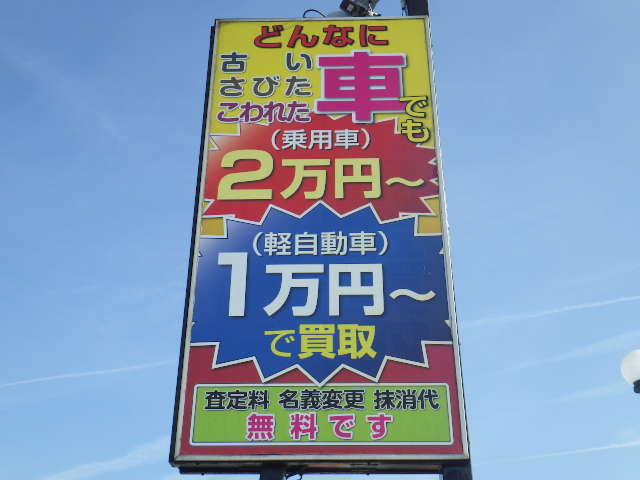 どんなに
古い
さびた
こわれた
車でも
（乗用車）
2万円～
（軽自動車）
1万円～
で買取
査定料 名義変更 抹消代
無料です